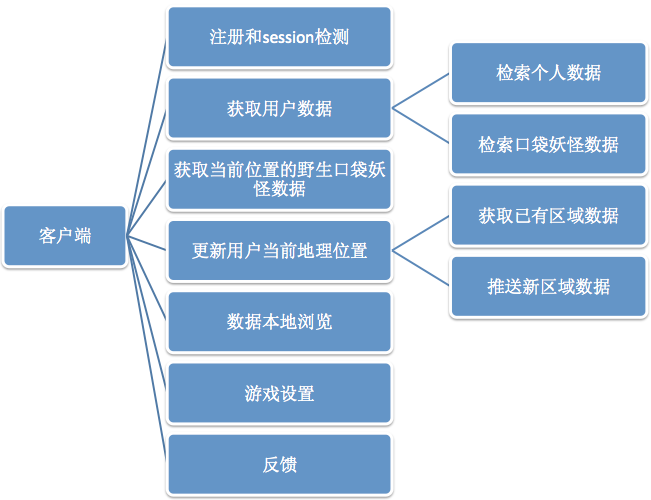 客户端
注册和session检测
获取用户数据
检索个人数据
检索口袋妖怪数据
获取当前位置的野生口袋妖
怪数据
更新用户当前地理位置
获取已有区域数据
推送新区域数据
数据本地浏览
游戏设置
反馈